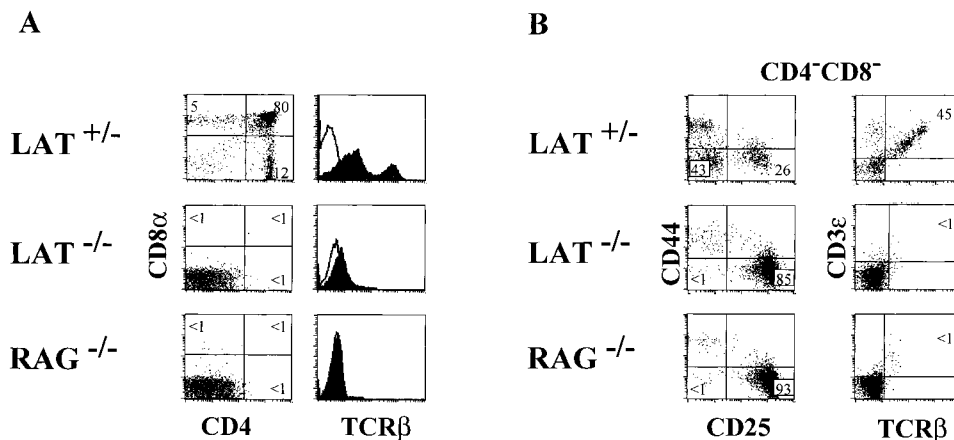 A
B
CD4⁻CD8⁻
LAT +/-
5
80
12
43
26
45
LAT -/-
CD8α
<1
<1
<1
CD44
<1
85
CD3ε
<1
RAG -/-
<1
<1
<1
<1
93
<1
CD4
TCRβ
CD25
TCRβ